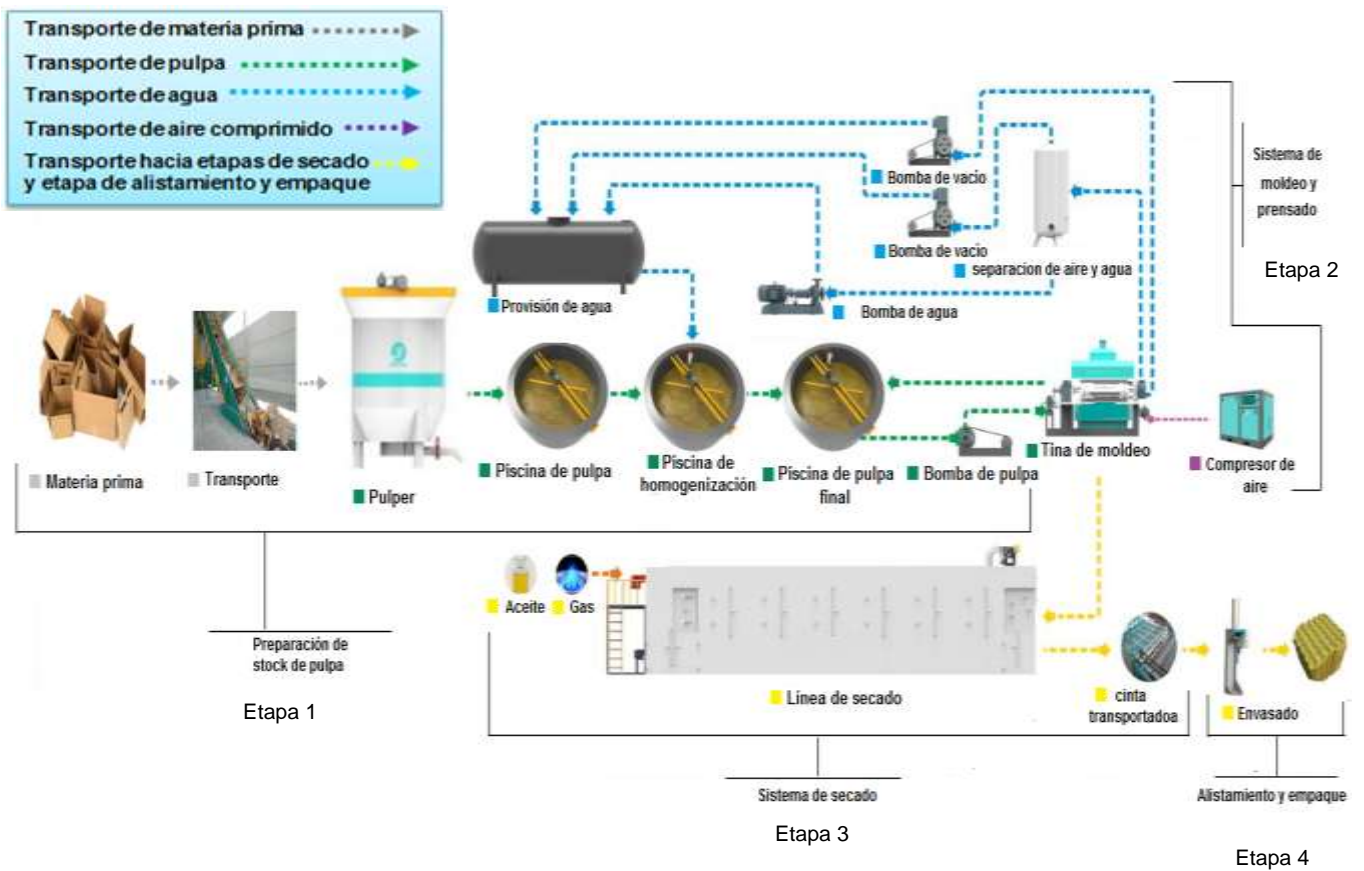 Transporte de materia prima
Transporte de pulpa
Transporte de agua
Transporte de aire comprimido
Transporte hacia etapas de secado
y etapa de alistamiento y empaque
Bomba de vacio
Bomba de vacio
separacion de aire y agua
Sistema de
moldeo y
prensado
Etapa 2
Provisión de agua
Bomba de agua
Materia prima
Transporte
Pulper
Piscina de pulpa
Piscina de
homogenización
Piscina de pulpa
final
Bomba de pulpa
Tina de moldeo
Compresor de
aire
Aceite
Gas
Preparación de
stock de pulpa
Etapa 1
Línea de secado
cinta
transportadoa
Envasado
Sistema de secado
Etapa 3
Alistamiento y empaque
Etapa 4